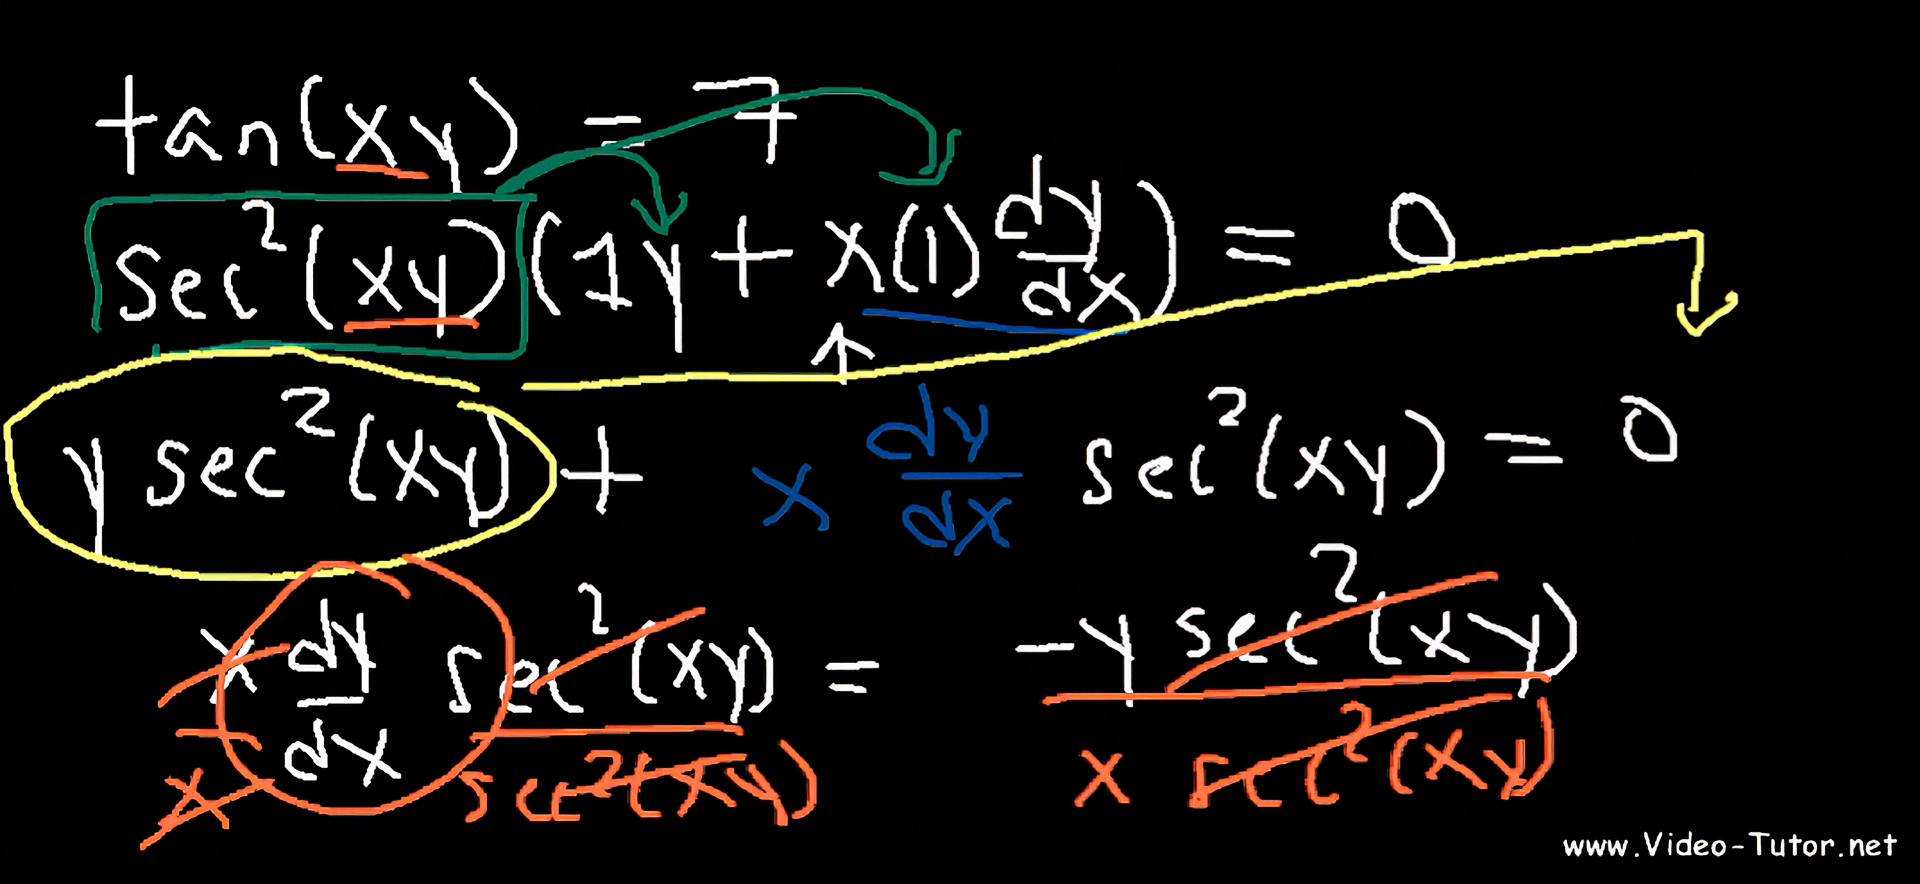 tan(xy) = 7
sec²(xy)(1y + x(1) dy/dx) = 0
y sec²(xy) + x dy/dx sec²(xy) = 0
x dy/dx sec²(xy) / x sec²(xy) = -y sec²(xy) / x sec²(xy)
www.Video-Tutor.net